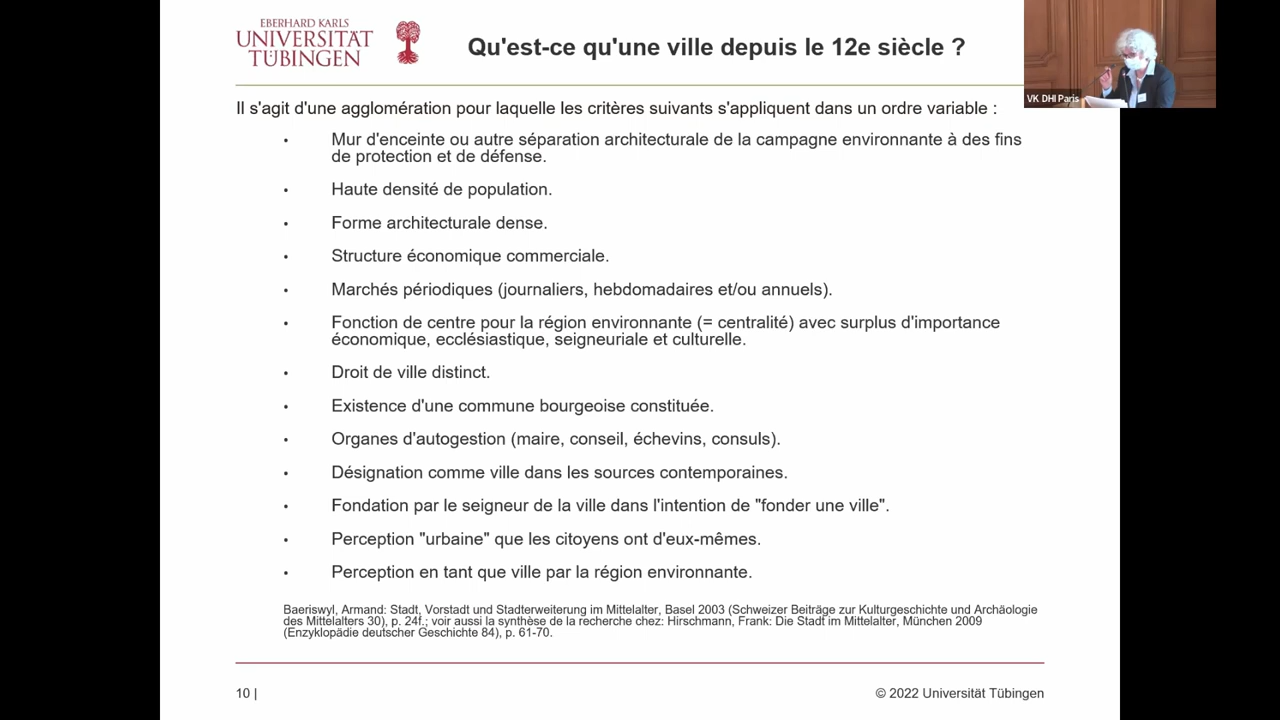 EBERHARD KARLS
UNIVERSITÄT
TÜBINGEN
Qu'est-ce qu'une ville depuis le 12e siècle ?
VK DHI Paris
Il s'agit d'une agglomération pour laquelle les critères suivants s'appliquent dans un ordre variable :
• Mur d'enceinte ou autre séparation architecturale de la campagne environnante à des fins
de protection et de défense.
• Haute densité de population.
• Forme architecturale dense.
• Structure économique commerciale.
• Marchés périodiques (journaliers, hebdomadaires et/ou annuels).
• Fonction de centre pour la région environnante (= centralité) avec surplus d'importance
économique, ecclésiastique, seigneuriale et culturelle.
• Droit de ville distinct.
• Existence d'une commune bourgeoise constituée.
• Organes d'autogestion (maire, conseil, échevins, consuls).
• Désignation comme ville dans les sources contemporaines.
• Fondation par le seigneur de la ville dans l'intention de "fonder une ville".
• Perception "urbaine" que les citoyens ont d'eux-mêmes.
• Perception en tant que ville par la région environnante.
Baeriswyl, Armand: Stadt, Vorstadt und Stadterweiterung im Mittelalter, Basel 2003 (Schweizer Beiträge zur Kulturgeschichte und Archäologie
des Mittelalters 30), p. 24f.; voir aussi la synthèse de la recherche chez: Hirschmann, Frank: Die Stadt im Mittelalter, München 2009
(Enzyklopädie deutscher Geschichte 84), p. 61-70.
10 |
© 2022 Universität Tübingen